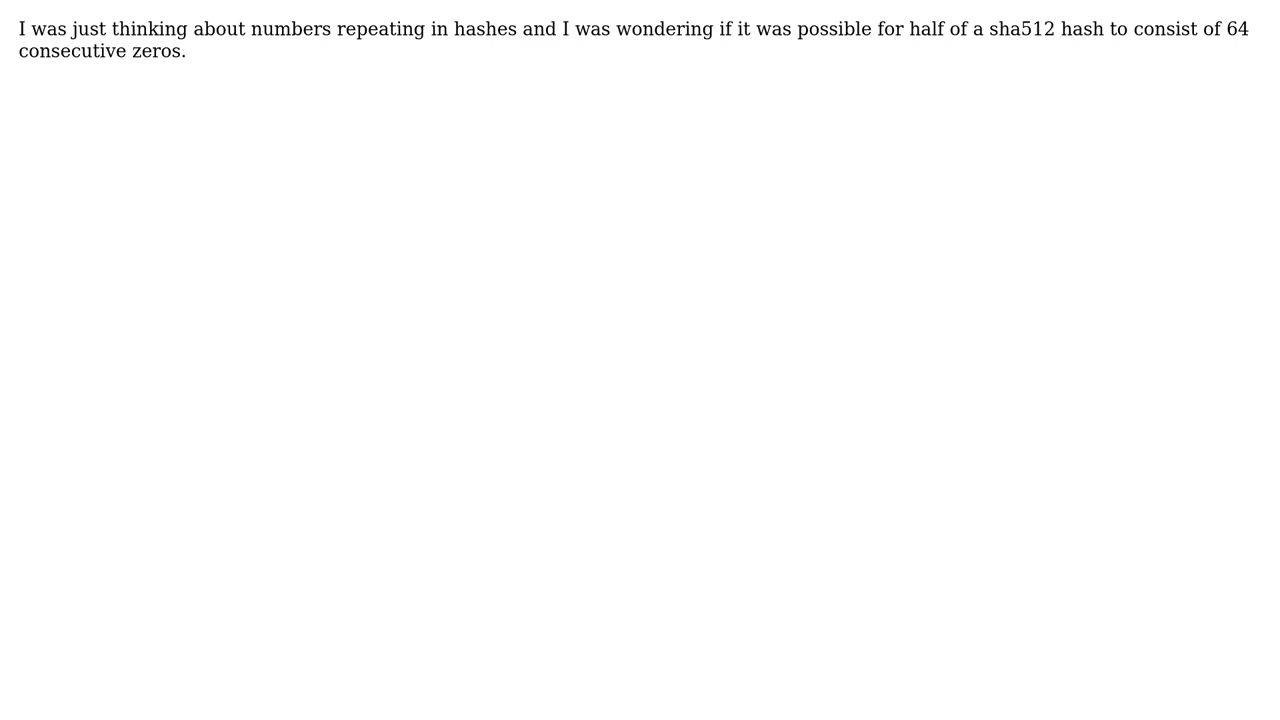 I was just thinking about numbers repeating in hashes and I was wondering if it was possible for half of a sha512 hash to consist of 64
consecutive zeros.